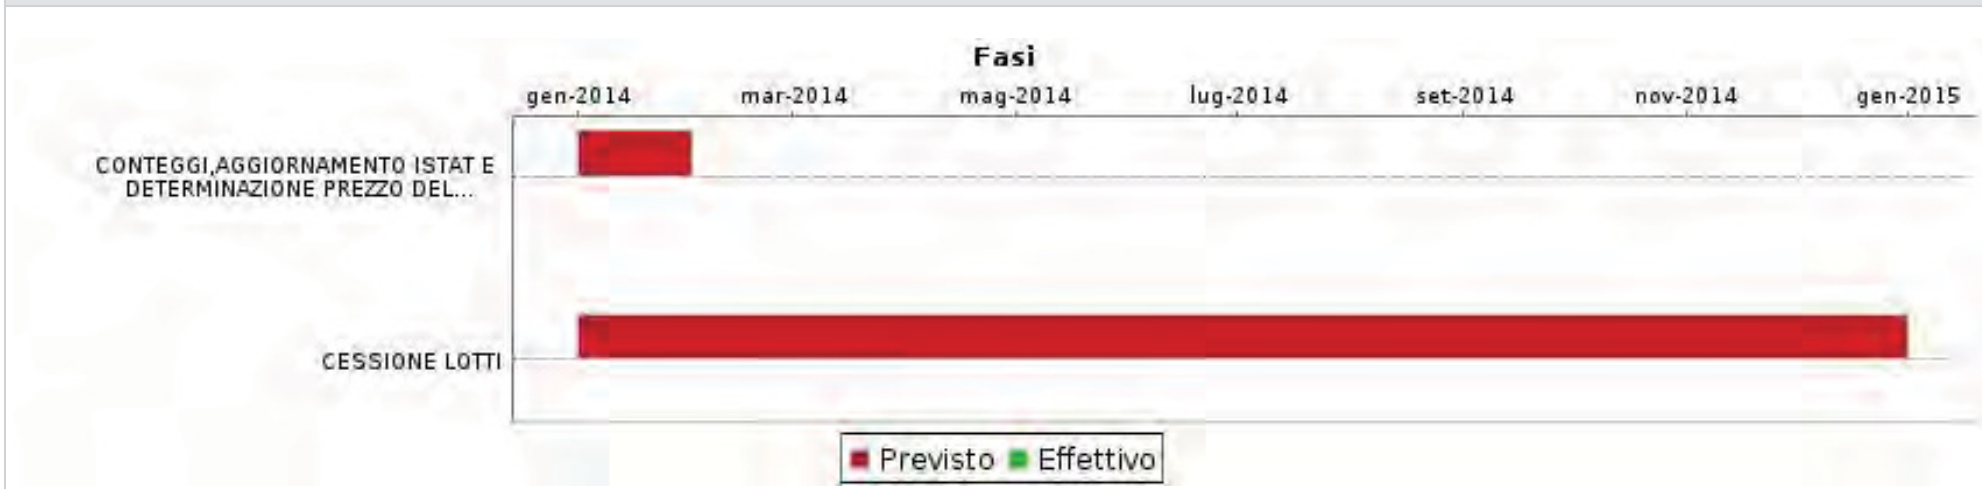 Fasi
gen-2014 mar-2014 mag-2014 lug-2014 set-2014 nov-2014 gen-2015
CONTEGGI,AGGIORNAMENTO ISTAT E
DETERMINAZIONE PREZZO DEL...
CESSIONE LOTTI
Previsto Effettivo